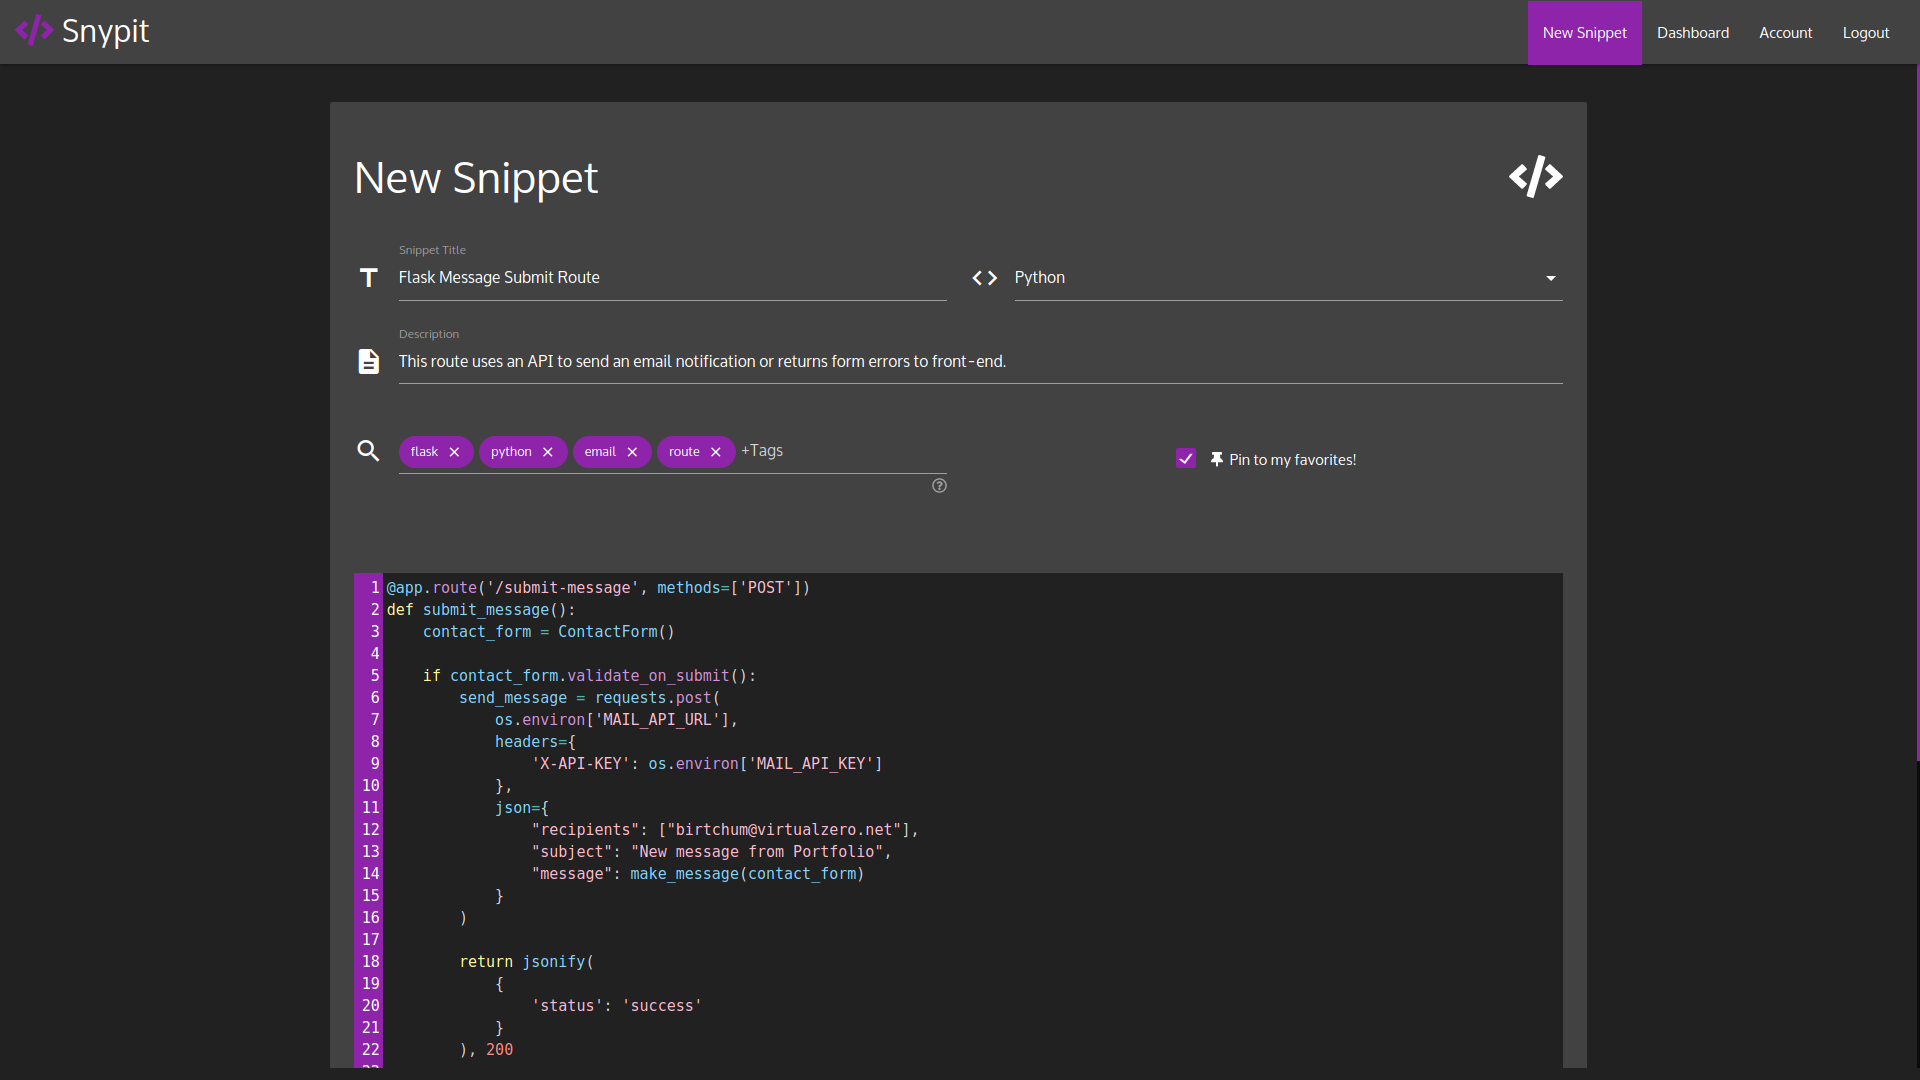 Snypit
New Snippet Dashboard Account Logout
New Snippet
Snippet Title
Flask Message Submit Route
Python
Description
This route uses an API to send an email notification or returns form errors to front-end.
flask python email route +Tags
Pin to my favorites!
1 @app.route('/submit-message', methods=['POST'])
2 def submit_message():
3     contact_form = ContactForm()
4
5     if contact_form.validate_on_submit():
6         send_message = requests.post(
7             os.environ['MAIL_API_URL'],
8             headers={
9                 'X-API-KEY': os.environ['MAIL_API_KEY']
10             },
11             json={
12                 "recipients": ["birtchum@virtualzero.net"],
13                 "subject": "New message from Portfolio",
14                 "message": make_message(contact_form)
15             }
16         )
17
18         return jsonify(
19             {
20                 'status': 'success'
21             }
22         ), 200